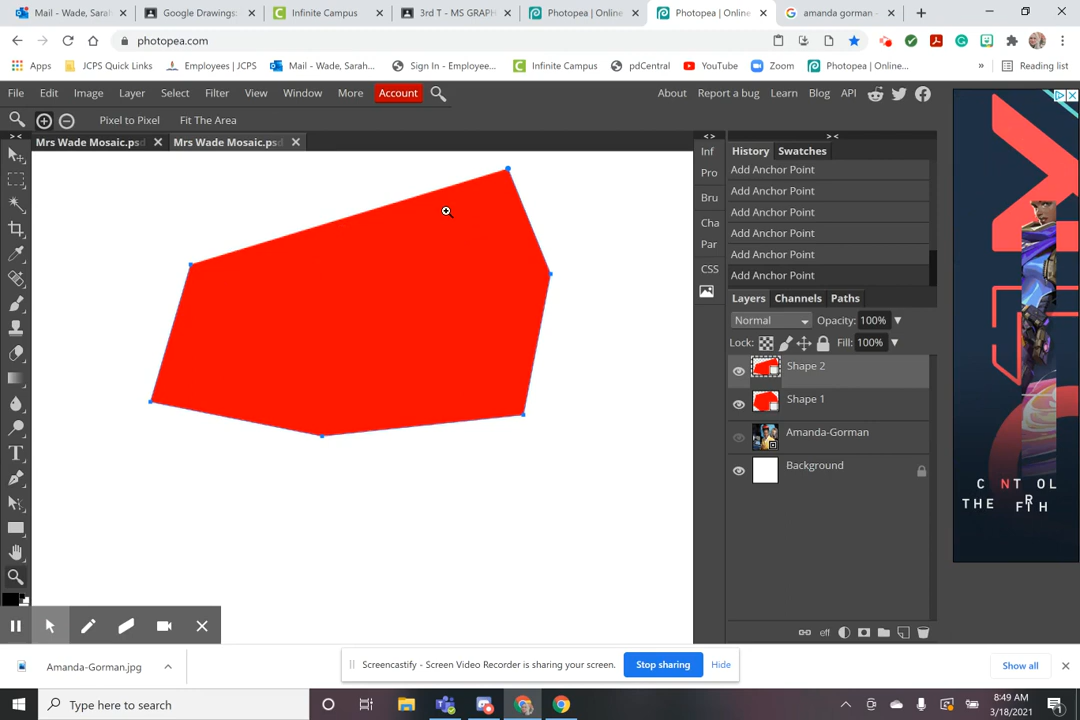 Mail - Wade, Sarah
Google Drawings:
Infinite Campus
3rd T - MS GRAPH
Photopea | Online
Photopea | Online
amanda gorman -
photopea.com
Apps
JCPS Quick Links
Employees | JCPS
Mail - Wade, Sarah...
Sign In - Employee...
Infinite Campus
pdCentral
YouTube
Zoom
Photopea | Online...
»
Reading list
File Edit Image Layer Select Filter View Window More Account
About Report a bug Learn Blog API
Pixel to Pixel Fit The Area
Mrs Wade Mosaic.psd
Mrs Wade Mosaic.psd
Inf
Pro
Bru
Cha
Par
CSS
History Swatches
Add Anchor Point
Add Anchor Point
Add Anchor Point
Add Anchor Point
Add Anchor Point
Add Anchor Point
Layers Channels Paths
Normal Opacity: 100%
Lock: Fill: 100%
Shape 2
Shape 1
Amanda-Gorman
Background
C NT OL
THE R FI H
Amanda-Gorman.jpg
Screencastify - Screen Video Recorder is sharing your screen.
Stop sharing
Hide
Show all
Type here to search
8:49 AM
3/18/2021
1